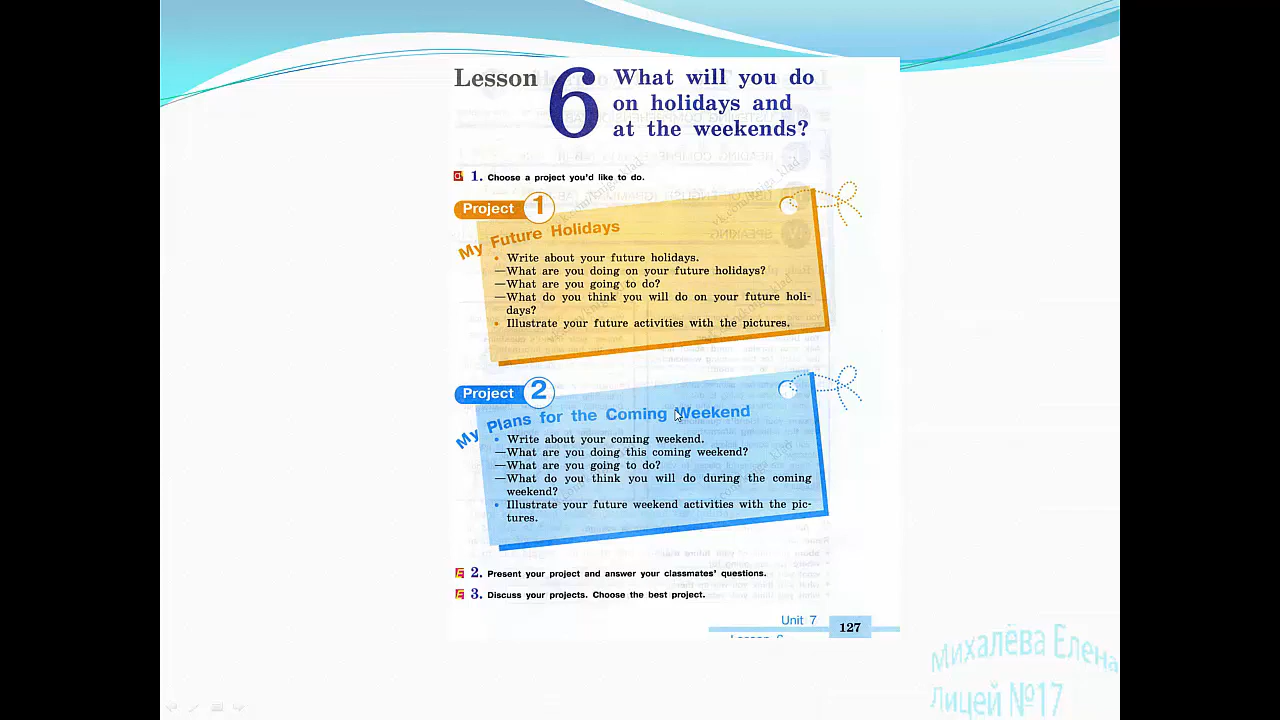 Lesson 6 What will you do
on holidays and
at the weekends?
1. Choose a project you'd like to do.
Project 1
My Future Holidays
• Write about your future holidays.
—What are you doing on your future holidays?
—What are you going to do?
—What do you think you will do on your future holi-
days?
• Illustrate your future activities with the pictures.
Project 2
My Plans for the Coming Weekend
• Write about your coming weekend.
—What are you doing this coming weekend?
—What are you going to do?
—What do you think you will do during the coming
weekend?
• Illustrate your future weekend activities with the pic-
tures.
2. Present your project and answer your classmates' questions.
3. Discuss your projects. Choose the best project.
Unit 7 127
Михалёва Елена
Лицей №17